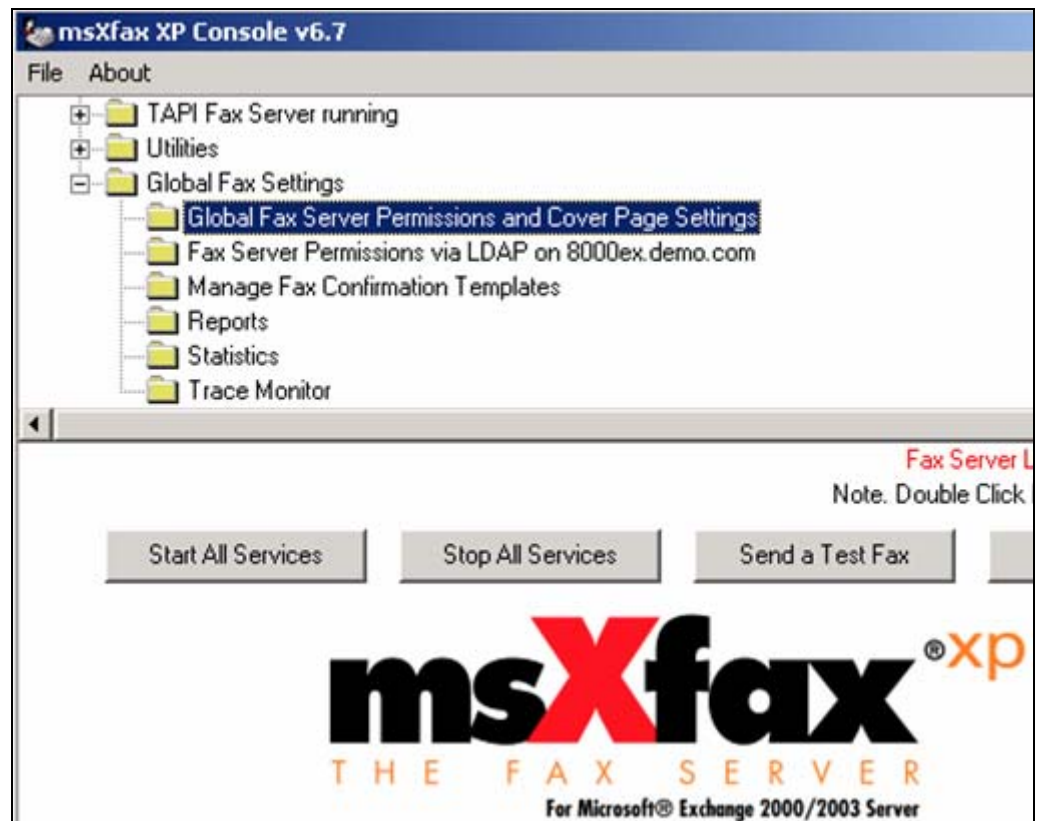 msXfax XP Console v6.7
File About
TAPI Fax Server running
Utilities
Global Fax Settings
Global Fax Server Permissions and Cover Page Settings
Fax Server Permissions via LDAP on 8000ex.demo.com
Manage Fax Confirmation Templates
Reports
Statistics
Trace Monitor
Fax Server L
Note. Double Click
Start All Services Stop All Services Send a Test Fax
msXfax®xp
THE FAX SERVER
For Microsoft® Exchange 2000/2003 Server